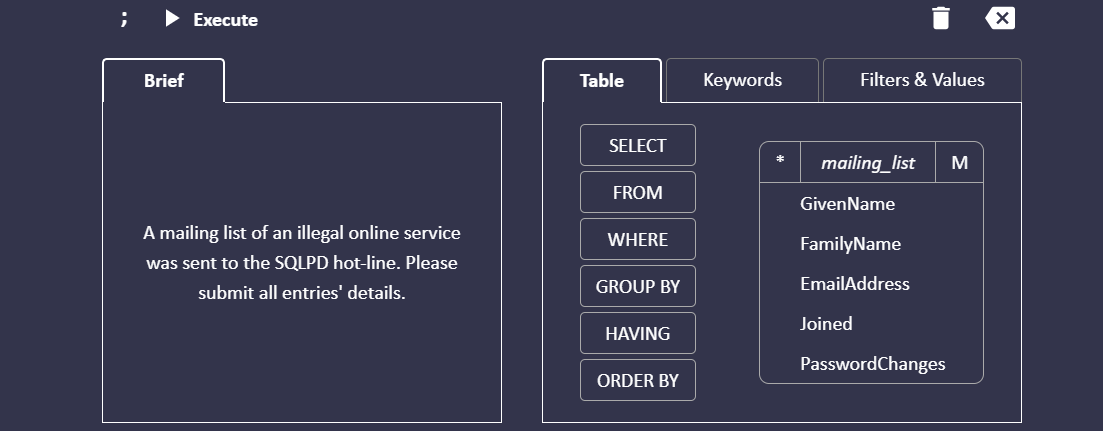 ; Execute
Brief
Table Keywords Filters & Values
A mailing list of an illegal online service
was sent to the SQLPD hot-line. Please
submit all entries' details.
SELECT
FROM
WHERE
GROUP BY
HAVING
ORDER BY
* mailing_list M
GivenName
FamilyName
EmailAddress
Joined
PasswordChanges